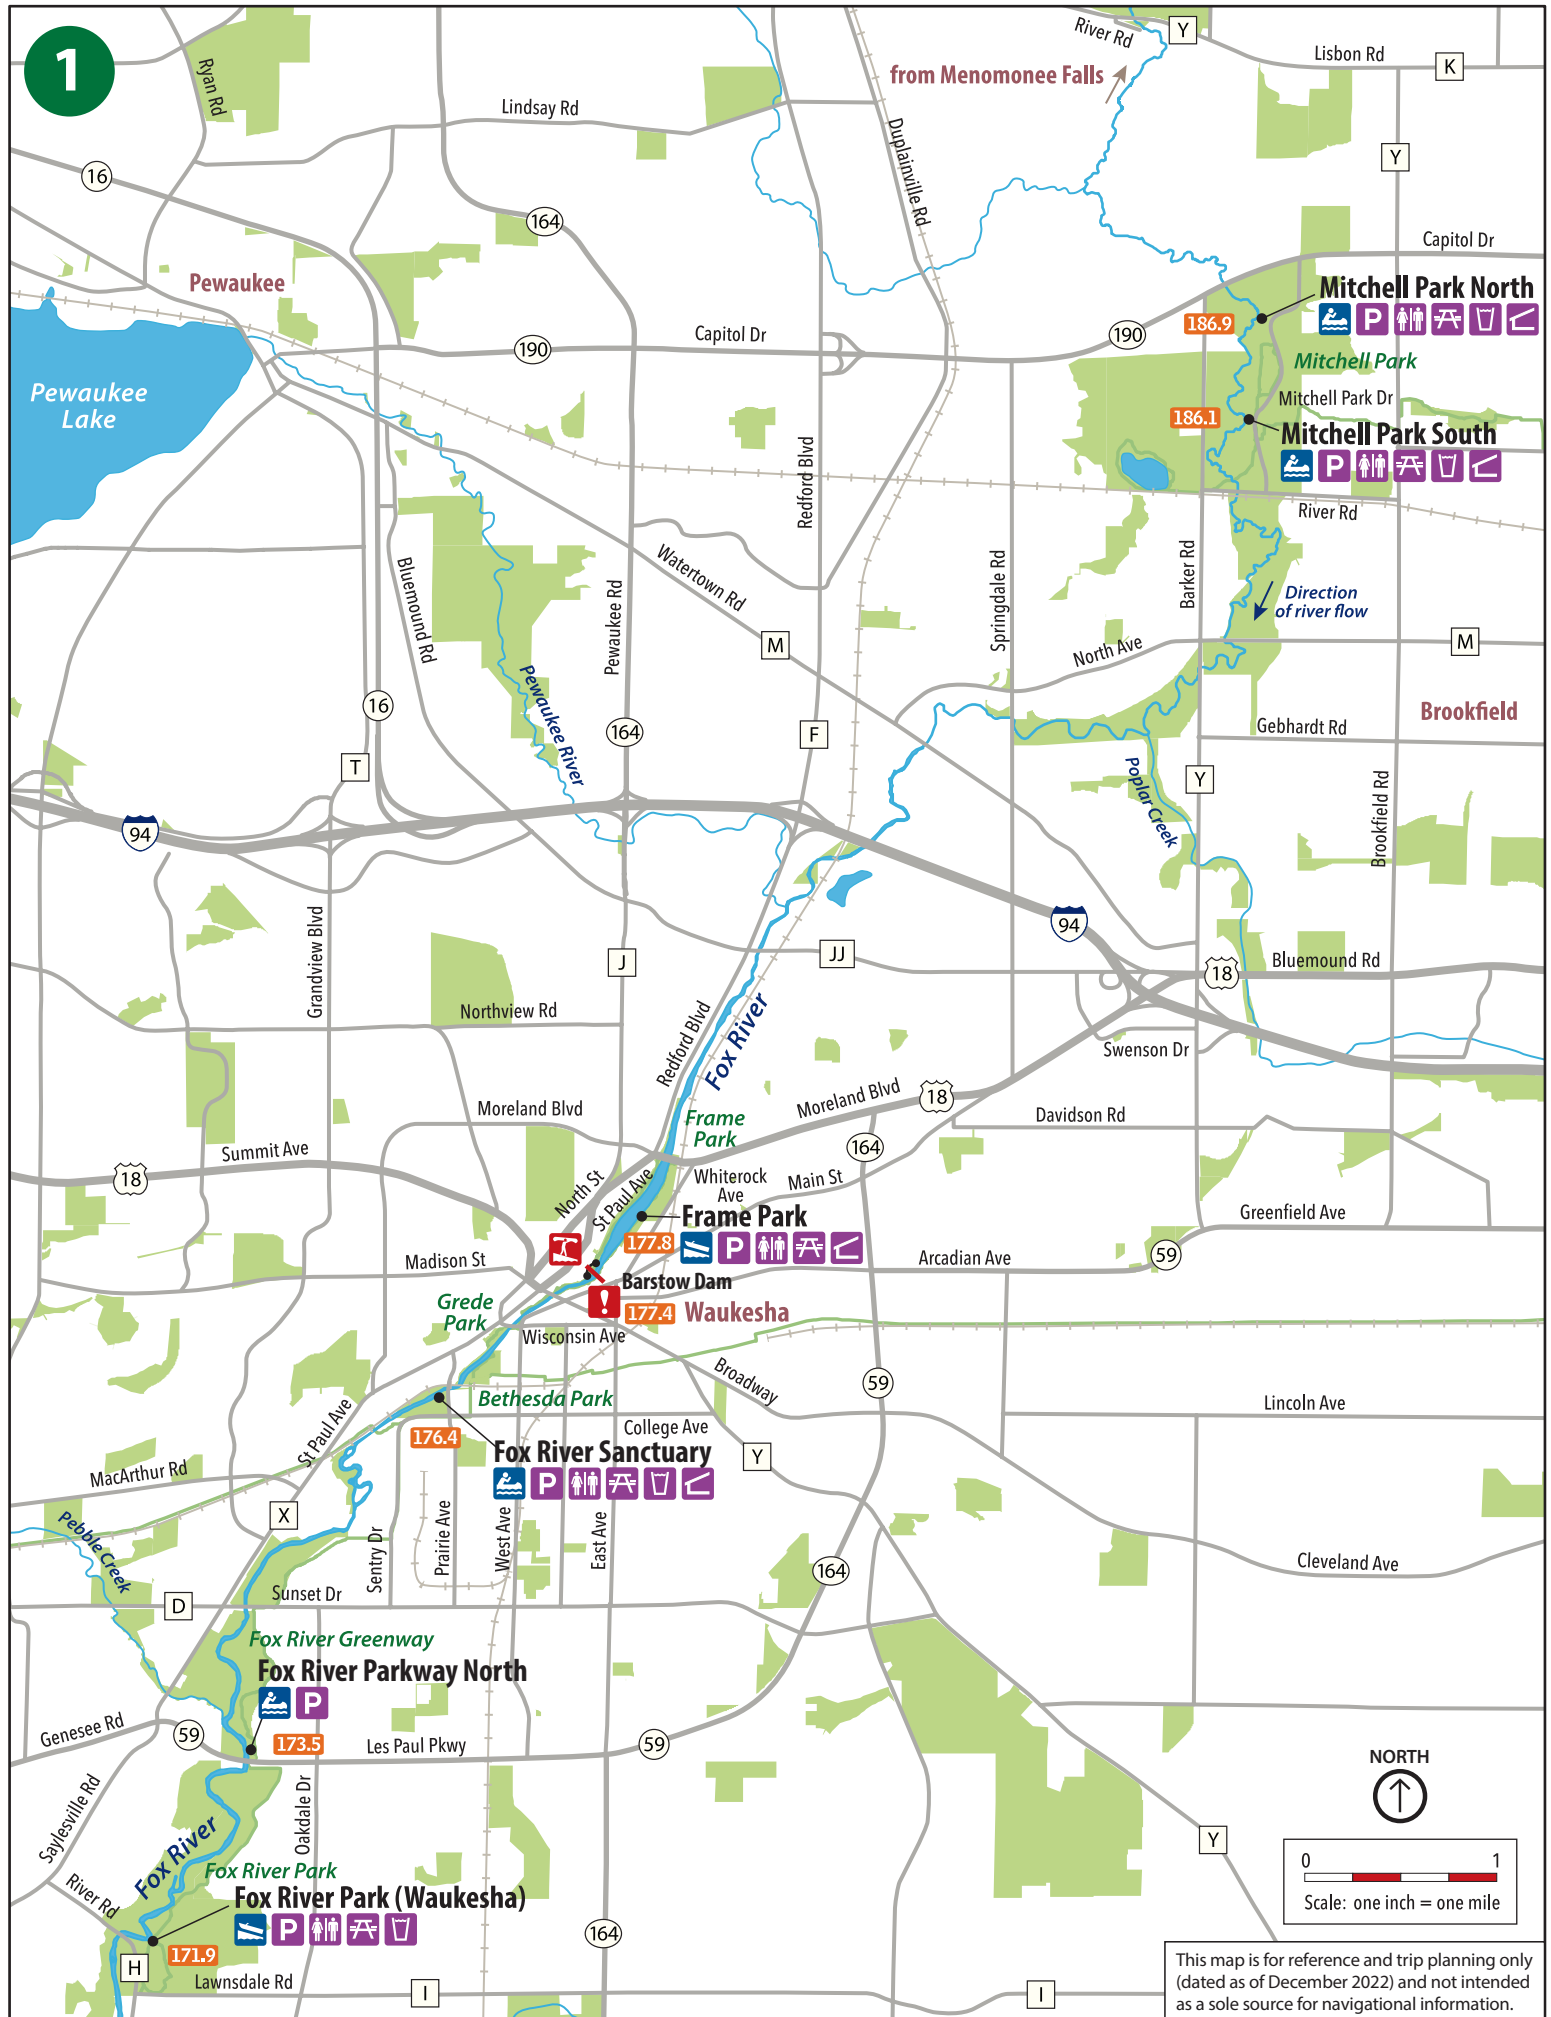 1
River Rd
Y
Lisbon Rd
K
from Menomonee Falls
Ryan Rd
Lindsay Rd
Duplainville Rd
Y
16
164
Capitol Dr
Pewaukee
Mitchell Park North
P
186.9
190
Capitol Dr
190
Mitchell Park
Pewaukee
Lake
Mitchell Park Dr
186.1
Mitchell Park South
P
Redford Blvd
River Rd
Watertown Rd
Bluemound Rd
Pewaukee Rd
Springdale Rd
Barker Rd
Direction
of river flow
M
North Ave
M
Pewaukee River
16
164
F
Brookfield
Gebhardt Rd
T
Poplar Creek
Y
Brookfield Rd
94
94
Grandview Blvd
J
JJ
18
Bluemound Rd
Northview Rd
Redford Blvd
Fox River
Swenson Dr
Moreland Blvd
Moreland Blvd
18
Davidson Rd
Frame
Park
Summit Ave
164
18
North St
St Paul Ave
Whiterock
Ave
Main St
Frame Park
Greenfield Ave
177.8
P
59
Madison St
Arcadian Ave
Barstow Dam
!
177.4
Waukesha
Grede
Park
Wisconsin Ave
Broadway
59
Bethesda Park
Lincoln Ave
St Paul Ave
176.4
College Ave
Fox River Sanctuary
Y
P
MacArthur Rd
X
Pebble Creek
Sentry Dr
Prairie Ave
West Ave
East Ave
164
Cleveland Ave
D
Sunset Dr
Fox River Greenway
Fox River Parkway North
P
Genesee Rd
59
173.5
Les Paul Pkwy
59
NORTH
Saylesville Rd
Oakdale Dr
Fox River
Y
0 1
Scale: one inch = one mile
Fox River Park
River Rd
Fox River Park (Waukesha)
P
164
171.9
H
Lawnsdale Rd
I
I
This map is for reference and trip planning only
(dated as of December 2022) and not intended
as a sole source for navigational information.